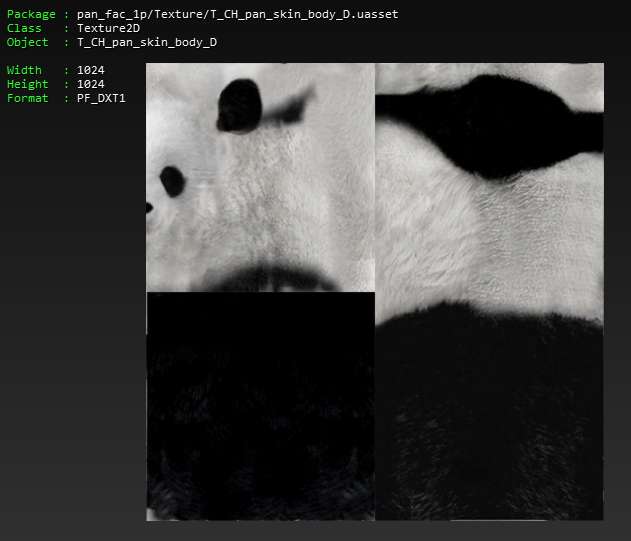 Package : pan_fac_1p/Texture/T_CH_pan_skin_body_D.uasset
Class : Texture2D
Object : T_CH_pan_skin_body_D
Width : 1024
Height : 1024
Format : PF_DXT1